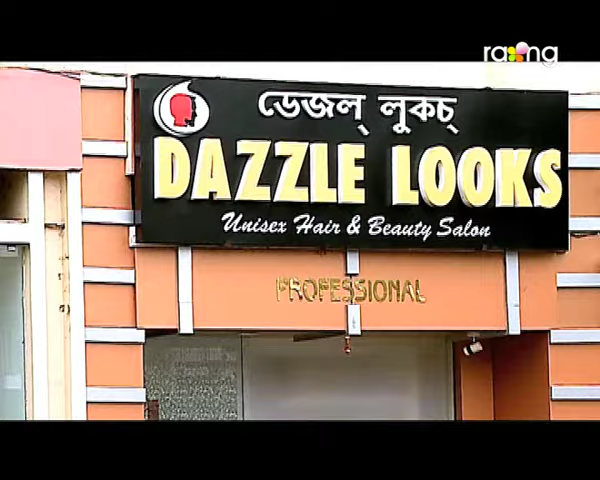 rang
ডেজল্ লুকচ্
DAZZLE LOOKS
Unisex Hair & Beauty Salon
PROFESSIONAL